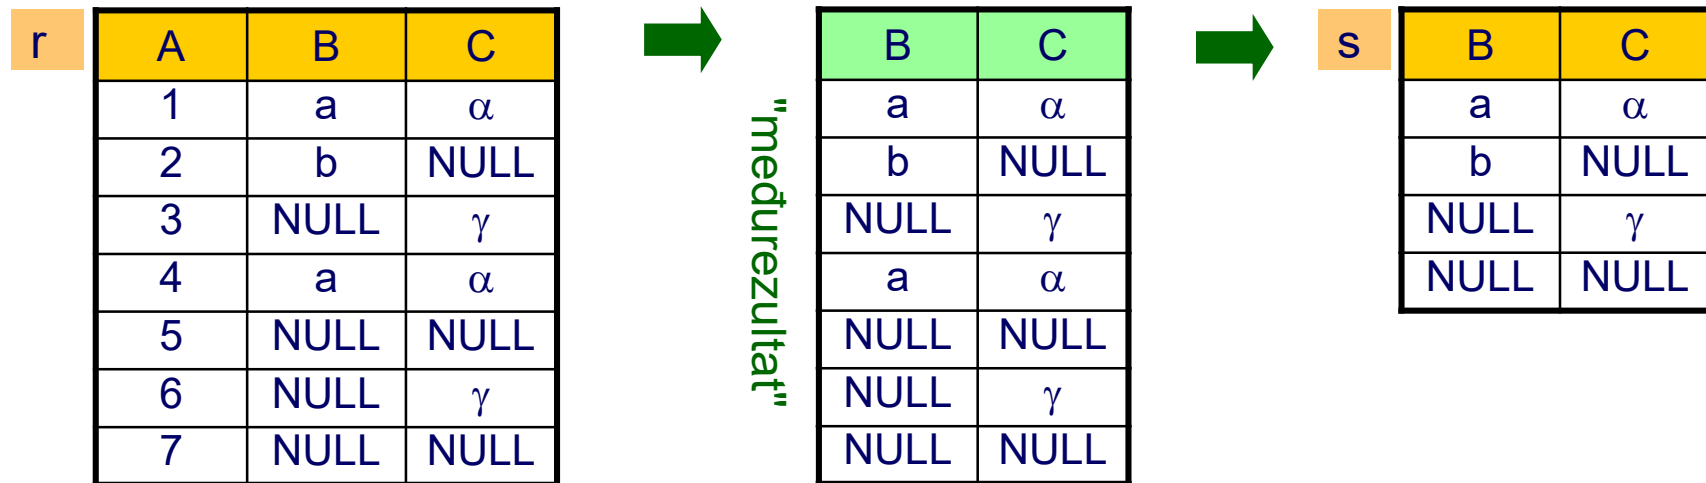 r
A B C
1 a α
2 b NULL
3 NULL γ
4 a α
5 NULL NULL
6 NULL γ
7 NULL NULL
"međurezultat"
B C
a α
b NULL
NULL γ
a α
NULL NULL
NULL γ
NULL NULL
s
B C
a α
b NULL
NULL γ
NULL NULL